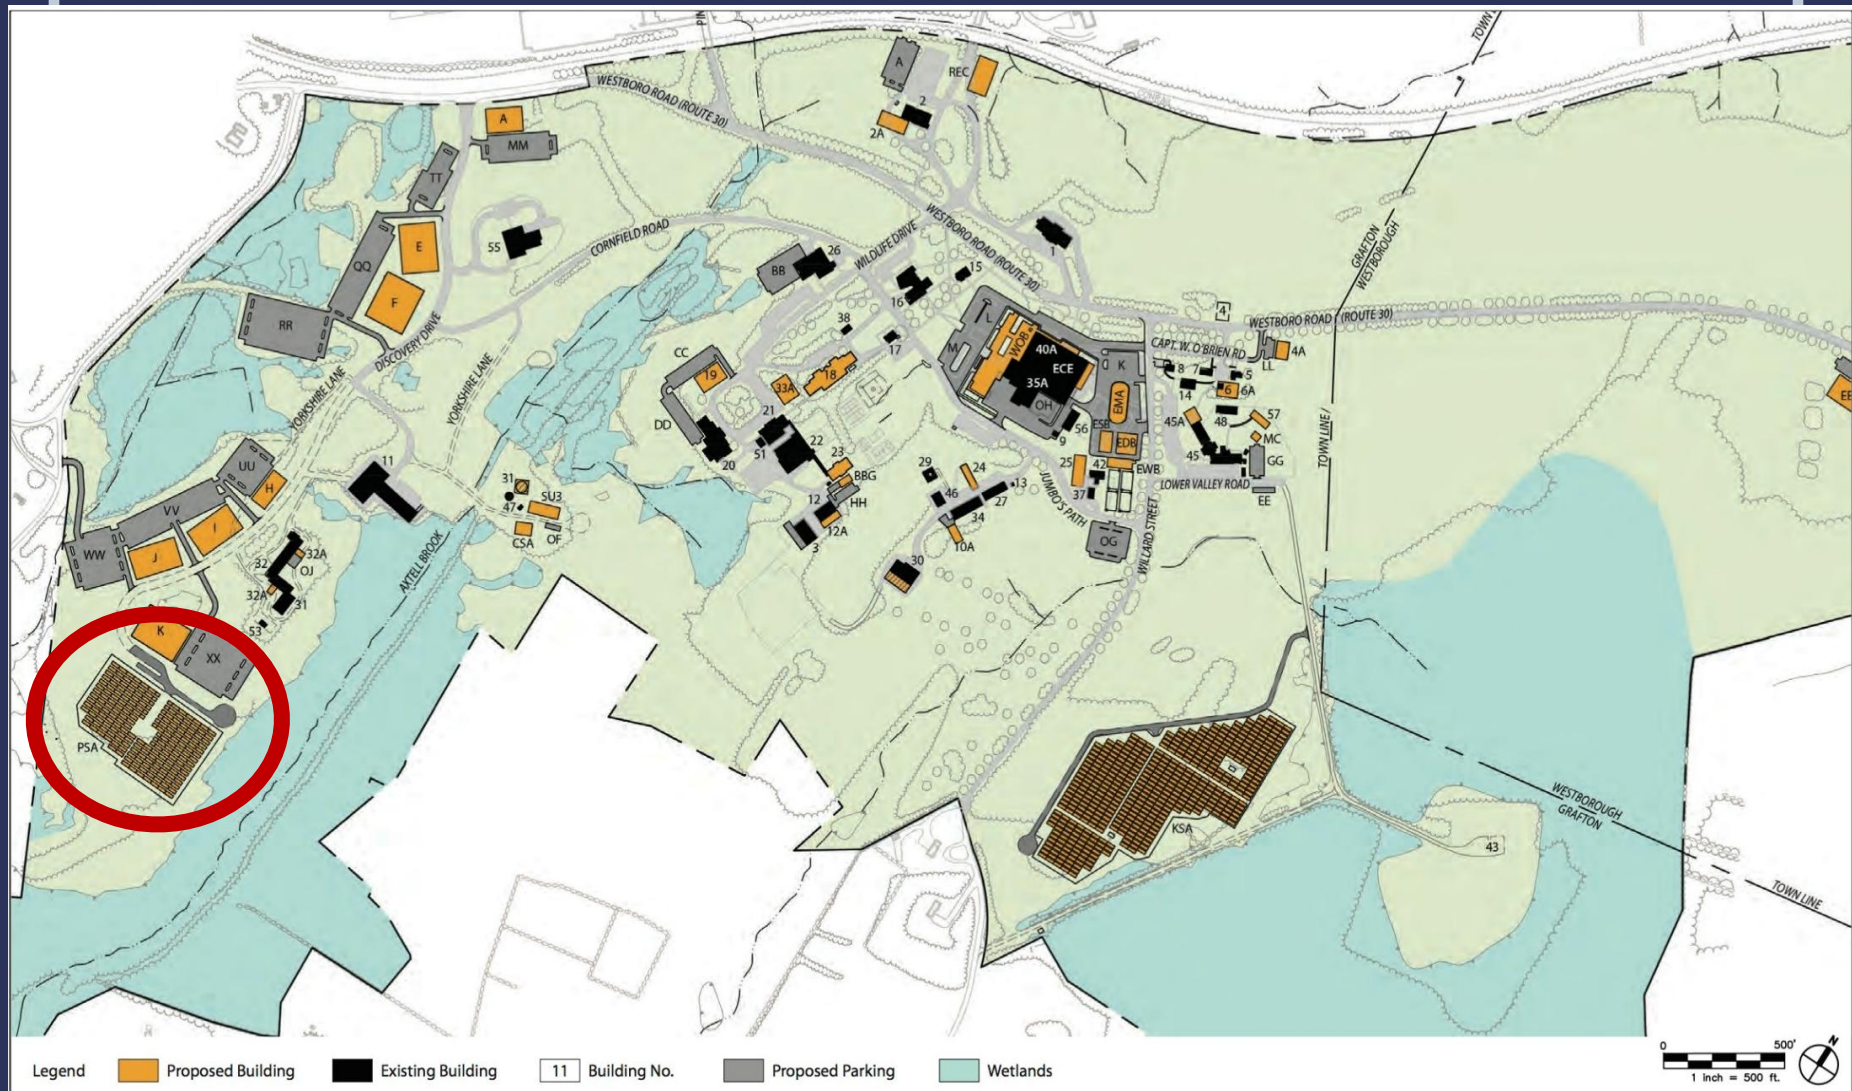 PIN
TOWN
WESTBORO ROAD (ROUTE 30)
CONRAIL
A
REC
2
2A
A
MM
TT
E
55
QQ
F
RR
CORNFIELD ROAD
DISCOVERY DRIVE
YORKSHIRE LANE
YORKSHIRE LANE
BB
26
WILDLIFE DRIVE
WESTBORO ROAD (ROUTE 30)
15
16
1
GRAFTON
WESTBOROUGH
38
17
CC
19
33A
18
DD
21
22
51
20
23
BBG
12
HH
12A
3
L
M
WOB
40A
ECE
35A
OH
K
EMA
ESB
EDB
56
9
4
WESTBORO ROAD (ROUTE 30)
CAPT. W. O'BRIEN RD
4A
LL
8
7
5
14
6
6A
57
48
45A
MC
45
GG
EE
LOWER VALLEY ROAD
TOWN LINE /
EE
25
42
EWB
37
JUMBO'S PATH
OG
WILLARD STREET
29
24
46
27
13
34
10A
30
UU
H
VV
I
WW
J
11
31
47
SU3
CSA
OF
32
32A
OJ
32A
31
53
AXTELL BROOK
K
XX
PSA
KSA
43
WESTBOROUGH
GRAFTON
TOWN LINE
Legend
Proposed Building
Existing Building
11
Building No.
Proposed Parking
Wetlands
0
500'
1 inch = 500 ft.
N